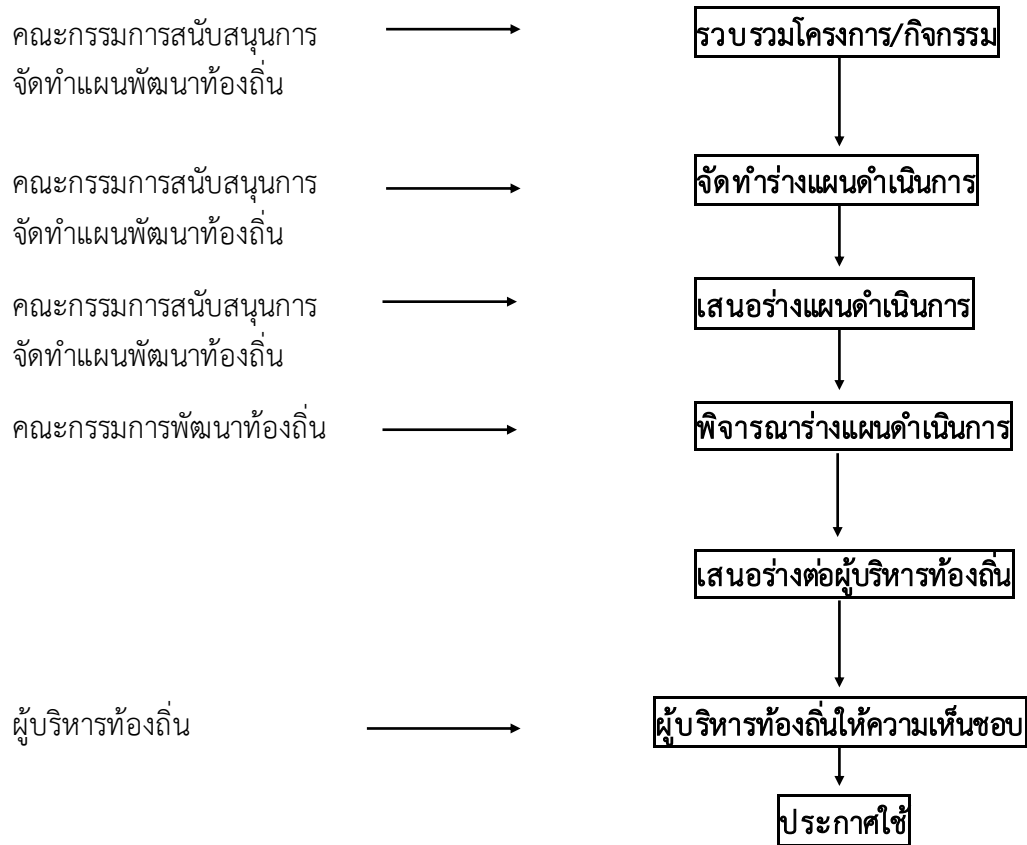 คณะกรรมการสนับสนุนการ
จัดทำแผนพัฒนาท้องถิ่น
รวบรวมโครงการ/กิจกรรม
คณะกรรมการสนับสนุนการ
จัดทำแผนพัฒนาท้องถิ่น
จัดทำร่างแผนดำเนินการ
คณะกรรมการสนับสนุนการ
จัดทำแผนพัฒนาท้องถิ่น
เสนอร่างแผนดำเนินการ
คณะกรรมการพัฒนาท้องถิ่น
พิจารณาร่างแผนดำเนินการ
เสนอร่างต่อผู้บริหารท้องถิ่น
ผู้บริหารท้องถิ่น
ผู้บริหารท้องถิ่นให้ความเห็นชอบ
ประกาศใช้